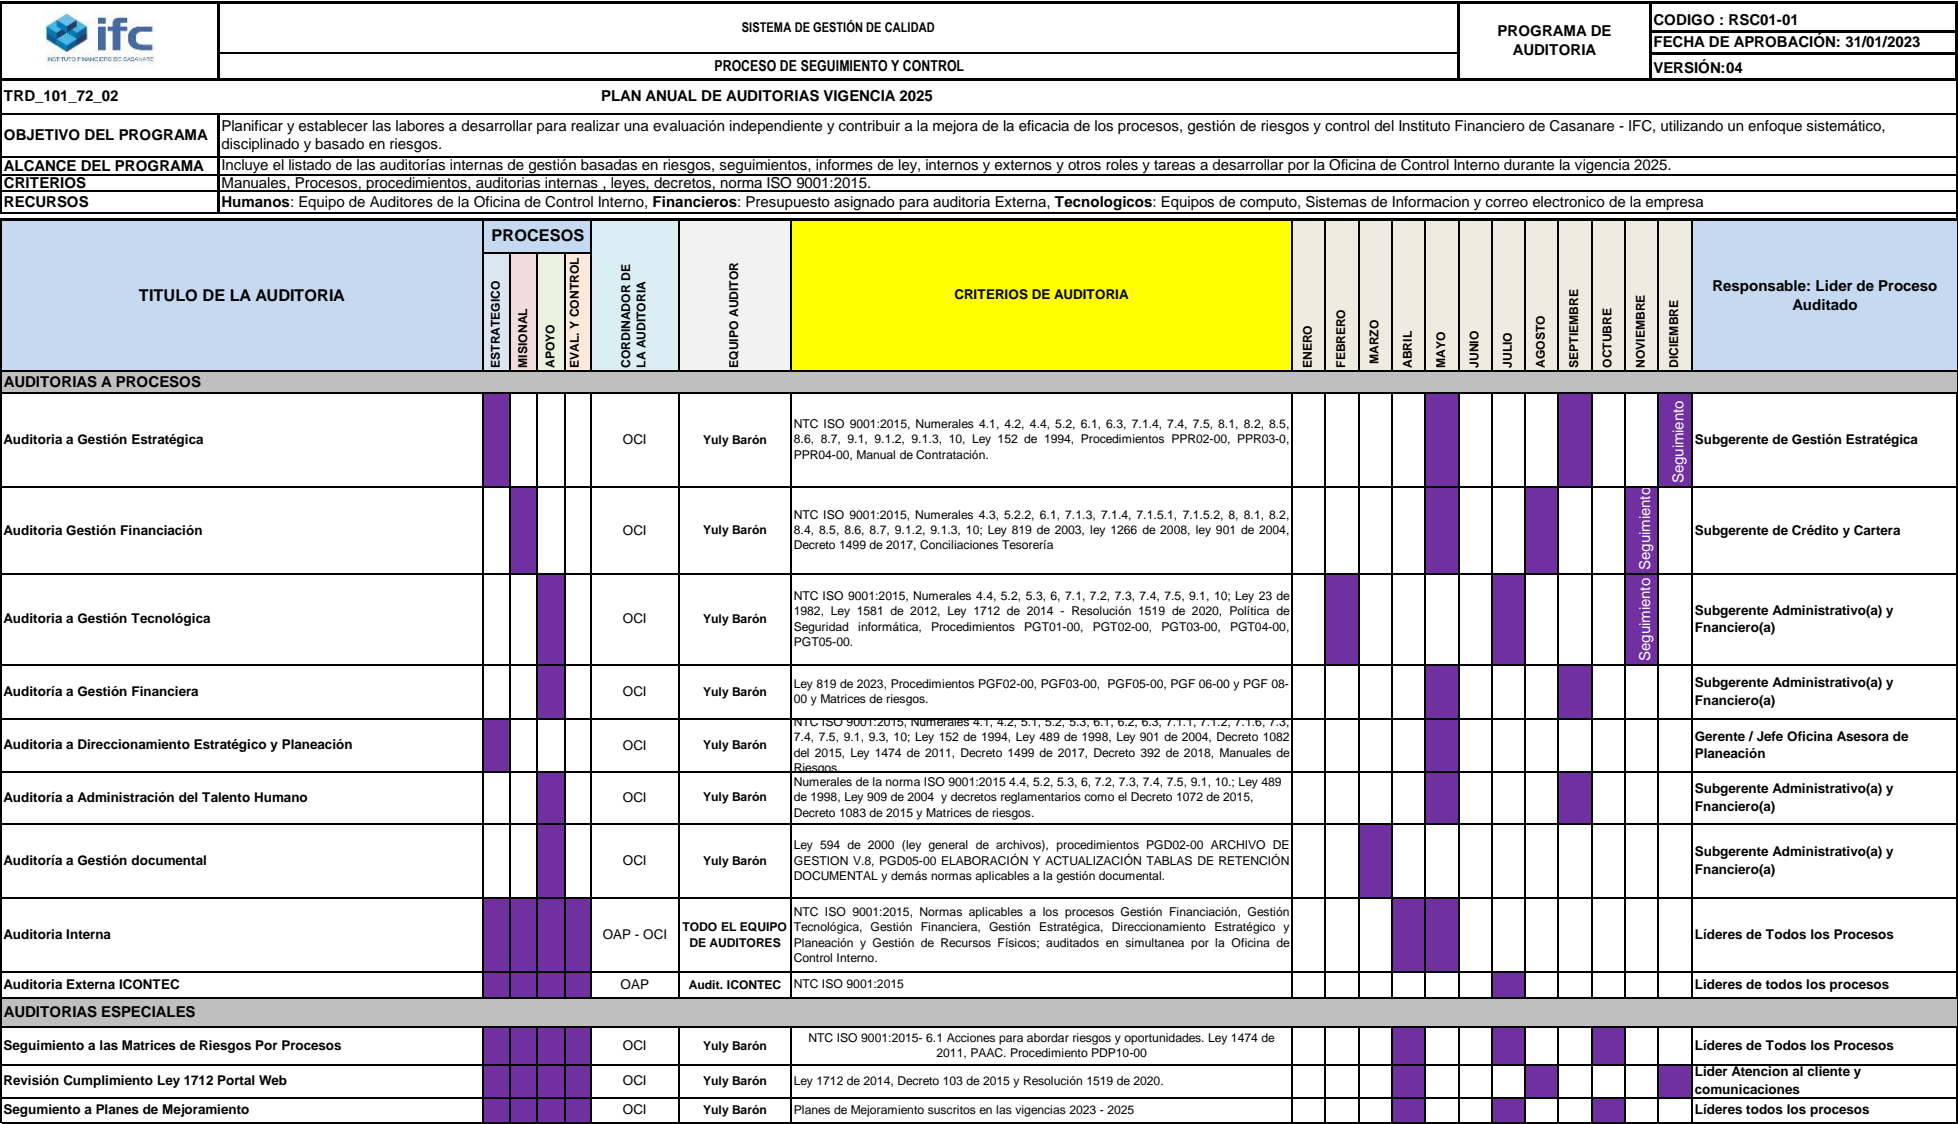 ifc
INSTITUTO FINANCIERO DE CASANARE
SISTEMA DE GESTIÓN DE CALIDAD
PROCESO DE SEGUIMIENTO Y CONTROL
PROGRAMA DE
AUDITORIA
CODIGO : RSC01-01
FECHA DE APROBACIÓN: 31/01/2023
VERSIÓN:04
TRD_101_72_02
PLAN ANUAL DE AUDITORIAS VIGENCIA 2025
OBJETIVO DEL PROGRAMA
Planificar y establecer las labores a desarrollar para realizar una evaluación independiente y contribuir a la mejora de la eficacia de los procesos, gestión de riesgos y control del Instituto Financiero de Casanare - IFC, utilizando un enfoque sistemático,
disciplinado y basado en riesgos.
ALCANCE DEL PROGRAMA
Incluye el listado de las auditorías internas de gestión basadas en riesgos, seguimientos, informes de ley, internos y externos y otros roles y tareas a desarrollar por la Oficina de Control Interno durante la vigencia 2025.
CRITERIOS
Manuales, Procesos, procedimientos, auditorias internas , leyes, decretos, norma ISO 9001:2015.
RECURSOS
Humanos: Equipo de Auditores de la Oficina de Control Interno, Financieros: Presupuesto asignado para auditoria Externa, Tecnologicos: Equipos de computo, Sistemas de Informacion y correo electronico de la empresa
TITULO DE LA AUDITORIA
PROCESOS
ESTRATEGICO
MISIONAL
APOYO
EVAL. Y CONTROL
CORDINADOR DE
LA AUDITORIA
EQUIPO AUDITOR
CRITERIOS DE AUDITORIA
ENERO
FEBRERO
MARZO
ABRIL
MAYO
JUNIO
JULIO
AGOSTO
SEPTIEMBRE
OCTUBRE
NOVIEMBRE
DICIEMBRE
Responsable: Lider de Proceso
Auditado
AUDITORIAS A PROCESOS
Auditoria a Gestión Estratégica
OCI
Yuly Barón
NTC ISO 9001:2015, Numerales 4.1, 4.2, 4.4, 5.2, 6.1, 6.3, 7.1.4, 7.4, 7.5, 8.1, 8.2, 8.5,
8.6, 8.7, 9.1, 9.1.2, 9.1.3, 10, Ley 152 de 1994, Procedimientos PPR02-00, PPR03-0,
PPR04-00, Manual de Contratación.
Seguimiento
Subgerente de Gestión Estratégica
Auditoria Gestión Financiación
OCI
Yuly Barón
NTC ISO 9001:2015, Numerales 4.3, 5.2.2, 6.1, 7.1.3, 7.1.4, 7.1.5.1, 7.1.5.2, 8, 8.1, 8.2,
8.4, 8.5, 8.6, 8.7, 9.1.2, 9.1.3, 10; Ley 819 de 2003, ley 1266 de 2008, ley 901 de 2004,
Decreto 1499 de 2017, Conciliaciones Tesorería
Seguimiento
Subgerente de Crédito y Cartera
Auditoria a Gestión Tecnológica
OCI
Yuly Barón
NTC ISO 9001:2015, Numerales 4.4, 5.2, 5.3, 6, 7.1, 7.2, 7.3, 7.4, 7.5, 9.1, 10; Ley 23 de
1982, Ley 1581 de 2012, Ley 1712 de 2014 - Resolución 1519 de 2020, Política de
Seguridad informática, Procedimientos PGT01-00, PGT02-00, PGT03-00, PGT04-00,
PGT05-00.
Seguimiento
Subgerente Administrativo(a) y
Fnanciero(a)
Auditoría a Gestión Financiera
OCI
Yuly Barón
Ley 819 de 2023, Procedimientos PGF02-00, PGF03-00, PGF05-00, PGF 06-00 y PGF 08-
00 y Matrices de riesgos.
Subgerente Administrativo(a) y
Fnanciero(a)
Auditoria a Direccionamiento Estratégico y Planeación
OCI
Yuly Barón
NTC ISO 9001:2015, Numerales 4.1, 4.2, 5.1, 5.2, 5.3, 6.1, 6.2, 6.3, 7.1.1, 7.1.2, 7.1.6, 7.3,
7.4, 7.5, 9.1, 9.3, 10; Ley 152 de 1994, Ley 489 de 1998, Ley 901 de 2004, Decreto 1082
del 2015, Ley 1474 de 2011, Decreto 1499 de 2017, Decreto 392 de 2018, Manuales de
Riesgos
Gerente / Jefe Oficina Asesora de
Planeación
Auditoría a Administración del Talento Humano
OCI
Yuly Barón
Numerales de la norma ISO 9001:2015 4.4, 5.2, 5.3, 6, 7.2, 7.3, 7.4, 7.5, 9.1, 10.; Ley 489
de 1998, Ley 909 de 2004 y decretos reglamentarios como el Decreto 1072 de 2015,
Decreto 1083 de 2015 y Matrices de riesgos.
Subgerente Administrativo(a) y
Fnanciero(a)
Auditoría a Gestión documental
OCI
Yuly Barón
Ley 594 de 2000 (ley general de archivos), procedimientos PGD02-00 ARCHIVO DE
GESTION V.8, PGD05-00 ELABORACIÓN Y ACTUALIZACIÓN TABLAS DE RETENCIÓN
DOCUMENTAL y demás normas aplicables a la gestión documental.
Subgerente Administrativo(a) y
Fnanciero(a)
Auditoria Interna
OAP - OCI
TODO EL EQUIPO
DE AUDITORES
NTC ISO 9001:2015, Normas aplicables a los procesos Gestión Financiación, Gestión
Tecnológica, Gestión Financiera, Gestión Estratégica, Direccionamiento Estratégico y
Planeación y Gestión de Recursos Físicos; auditados en simultanea por la Oficina de
Control Interno.
Líderes de Todos los Procesos
Auditoria Externa ICONTEC
OAP
Audit. ICONTEC
NTC ISO 9001:2015
Lideres de todos los procesos
AUDITORIAS ESPECIALES
Seguimiento a las Matrices de Riesgos Por Procesos
OCI
Yuly Barón
NTC ISO 9001:2015- 6.1 Acciones para abordar riesgos y oportunidades. Ley 1474 de
2011, PAAC. Procedimiento PDP10-00
Líderes de Todos los Procesos
Revisión Cumplimiento Ley 1712 Portal Web
OCI
Yuly Barón
Ley 1712 de 2014, Decreto 103 de 2015 y Resolución 1519 de 2020.
Lider Atencion al cliente y
comunicaciones
Segumiento a Planes de Mejoramiento
OCI
Yuly Barón
Planes de Mejoramiento suscritos en las vigencias 2023 - 2025
Líderes todos los procesos